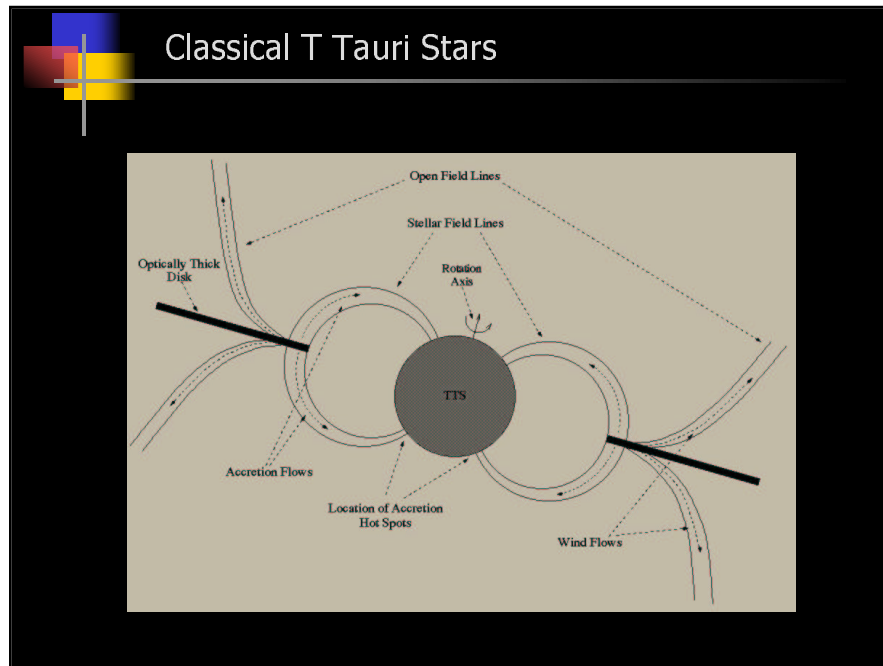 Classical T Tauri Stars
Open Field Lines
Stellar Field Lines
Optically Thick
Disk
Rotation
Axis
TTS
Accretion Flows
Location of Accretion
Hot Spots
Wind Flows